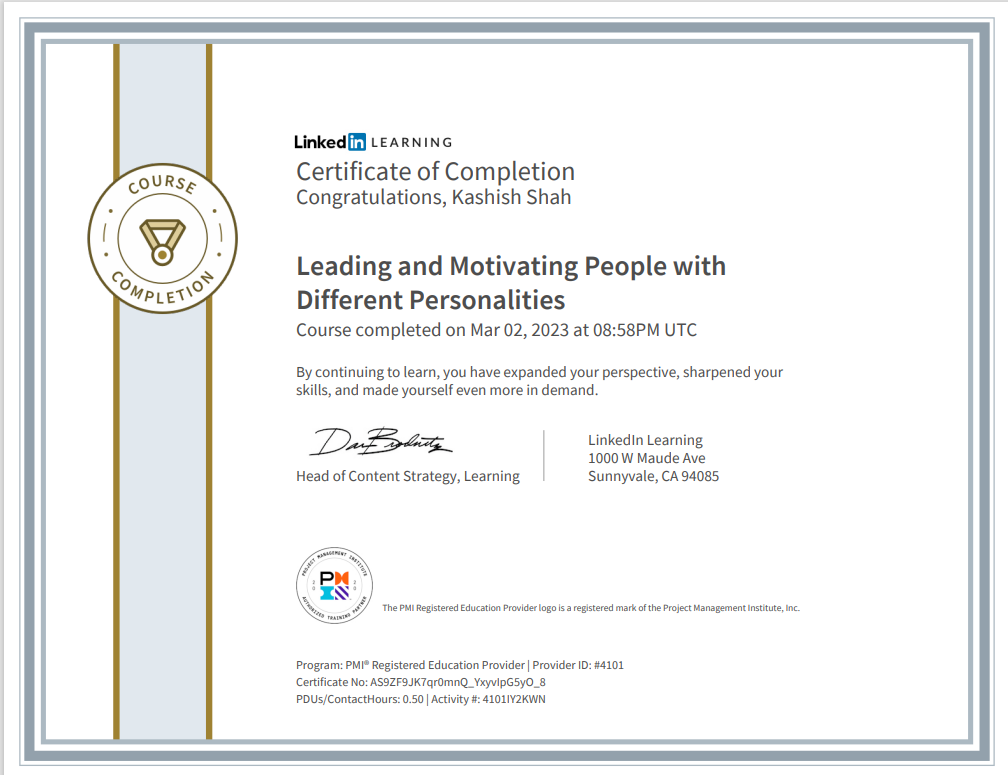 LinkedIn LEARNING
Certificate of Completion
Congratulations, Kashish Shah
COURSE
COMPLETION
Leading and Motivating People with
Different Personalities
Course completed on Mar 02, 2023 at 08:58PM UTC
By continuing to learn, you have expanded your perspective, sharpened your
skills, and made yourself even more in demand.
Head of Content Strategy, Learning
LinkedIn Learning
1000 W Maude Ave
Sunnyvale, CA 94085
PROJECT MANAGEMENT INSTITUTE
PMI
20 20
AUTHORIZED TRAINING PARTNER
The PMI Registered Education Provider logo is a registered mark of the Project Management Institute, Inc.
Program: PMI® Registered Education Provider | Provider ID: #4101
Certificate No: AS9ZF9JK7qr0mnQ_YxyvIpG5yO_8
PDUs/ContactHours: 0.50 | Activity #: 4101IY2KWN